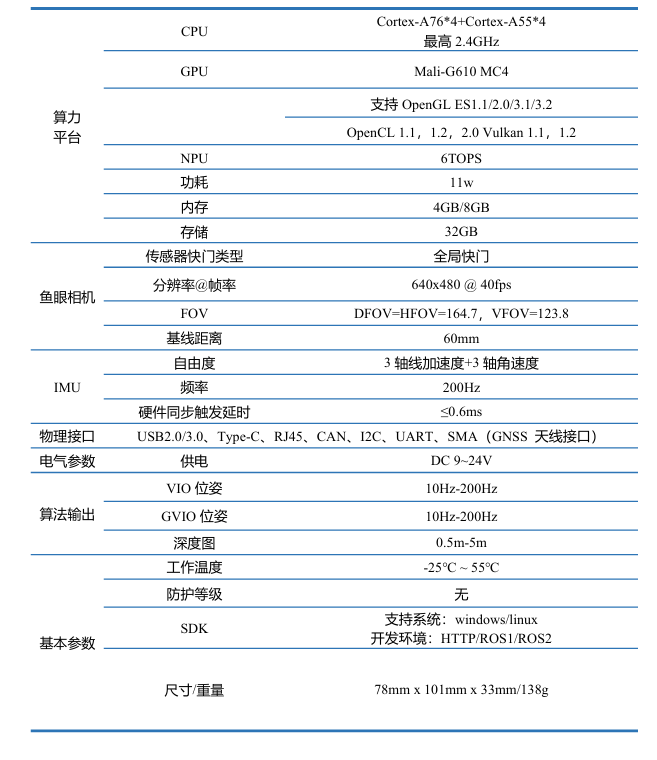 CPU
Cortex-A76*4+Cortex-A55*4
最高 2.4GHz
GPU
Mali-G610 MC4
算力
平台
支持 OpenGL ES1.1/2.0/3.1/3.2
OpenCL 1.1，1.2，2.0 Vulkan 1.1，1.2
NPU 6TOPS
功耗 11w
内存 4GB/8GB
存储 32GB
鱼眼相机
传感器快门类型 全局快门
分辨率@帧率 640x480 @ 40fps
FOV DFOV=HFOV=164.7，VFOV=123.8
基线距离 60mm
IMU
自由度 3 轴线加速度+3 轴角速度
频率 200Hz
硬件同步触发延时 ≤0.6ms
物理接口 USB2.0/3.0、Type-C、RJ45、CAN、I2C、UART、SMA（GNSS 天线接口）
电气参数 供电 DC 9~24V
算法输出
VIO 位姿 10Hz-200Hz
GVIO 位姿 10Hz-200Hz
深度图 0.5m-5m
基本参数
工作温度 -25℃ ~ 55℃
防护等级 无
SDK
支持系统：windows/linux
开发环境：HTTP/ROS1/ROS2
尺寸/重量 78mm x 101mm x 33mm/138g